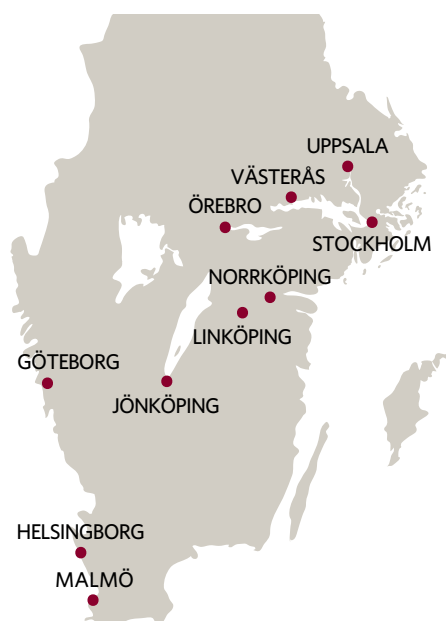 UPPSALA
VÄSTERÅS
ÖREBRO
STOCKHOLM
NORRKÖPING
LINKÖPING
GÖTEBORG
JÖNKÖPING
HELSINGBORG
MALMÖ